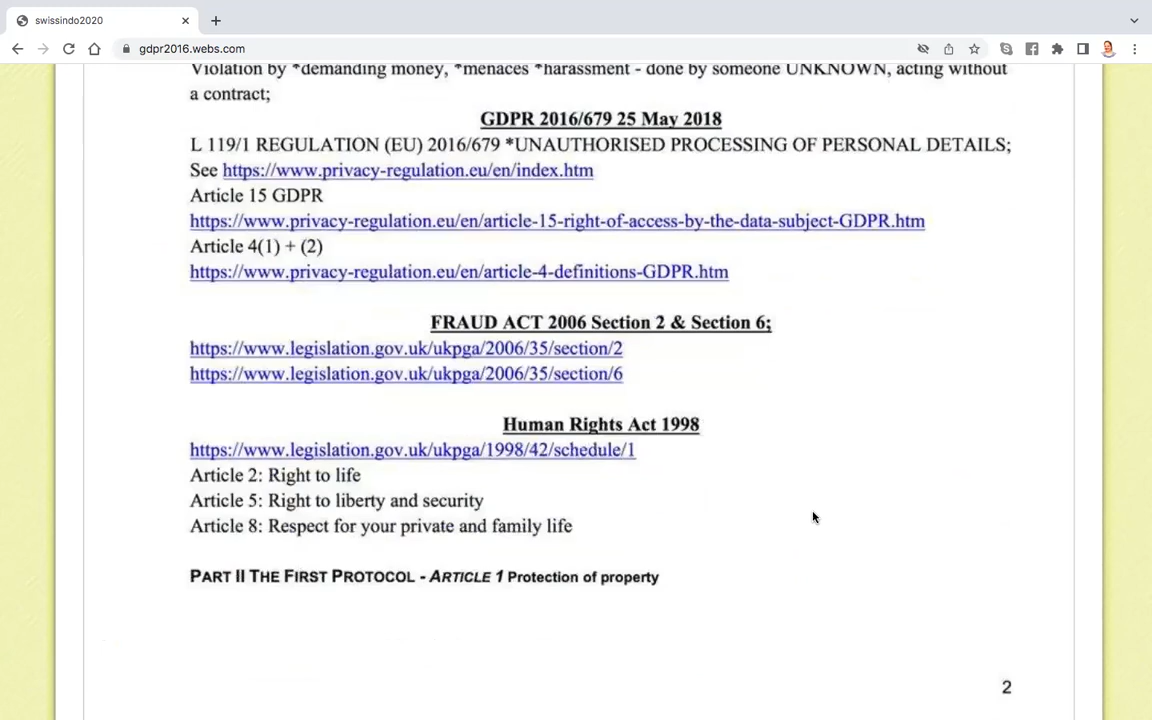 swissindo2020
gdpr2016.webs.com
Violation by *demanding money, *menaces *harassment - done by someone UNKNOWN, acting without
a contract;
GDPR 2016/679 25 May 2018
L 119/1 REGULATION (EU) 2016/679 *UNAUTHORISED PROCESSING OF PERSONAL DETAILS;
See https://www.privacy-regulation.eu/en/index.htm
Article 15 GDPR
https://www.privacy-regulation.eu/en/article-15-right-of-access-by-the-data-subject-GDPR.htm
Article 4(1) + (2)
https://www.privacy-regulation.eu/en/article-4-definitions-GDPR.htm
FRAUD ACT 2006 Section 2 & Section 6;
https://www.legislation.gov.uk/ukpga/2006/35/section/2
https://www.legislation.gov.uk/ukpga/2006/35/section/6
Human Rights Act 1998
https://www.legislation.gov.uk/ukpga/1998/42/schedule/1
Article 2: Right to life
Article 5: Right to liberty and security
Article 8: Respect for your private and family life
PART II THE FIRST PROTOCOL - ARTICLE 1 Protection of property
2